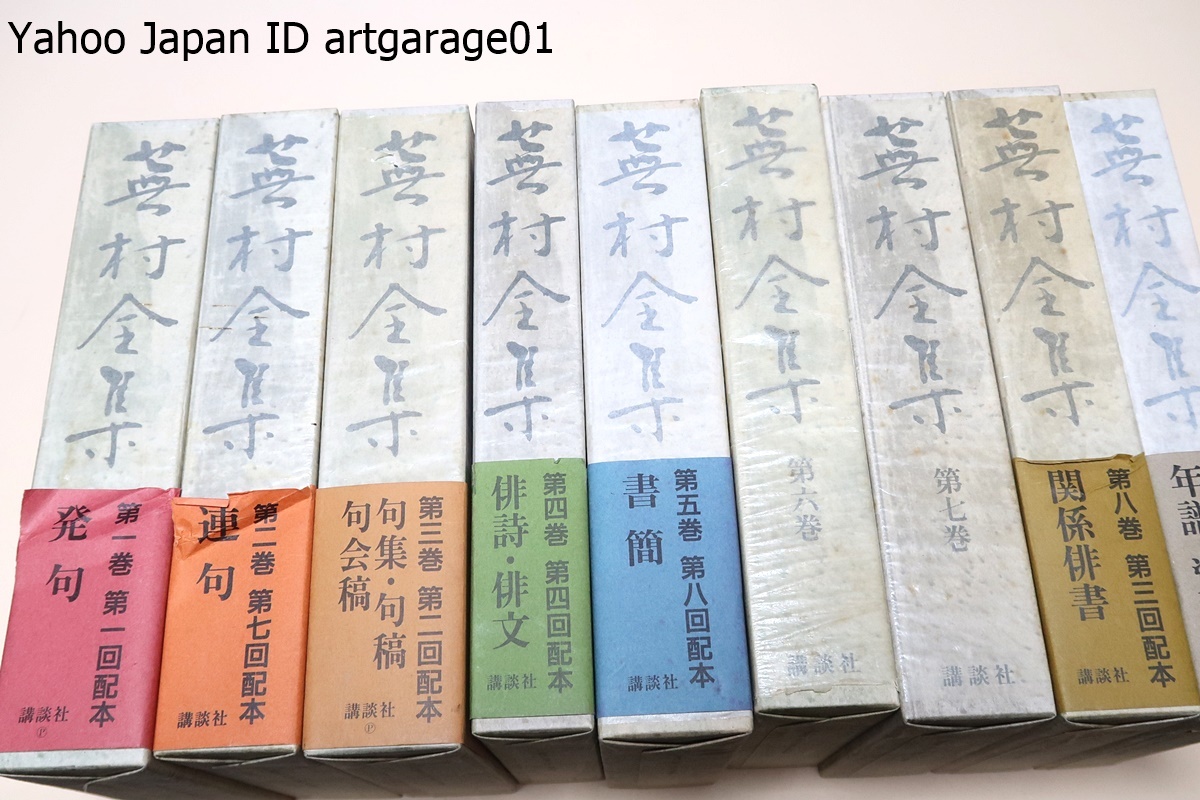 Yahoo Japan ID artgarage01
蕪村全集
第一巻 第一回配本
発句
講談社
蕪村全集
第二巻 第七回配本
連句
講談社
蕪村全集
第三巻 第二回配本
句集・句稿
句会稿
講談社
蕪村全集
第四巻 第四回配本
俳詩・俳文
講談社
蕪村全集
第五巻 第八回配本
書簡
講談社
蕪村全集
第六巻
講談社
蕪村全集
第七巻
講談社
蕪村全集
第八巻 第三回配本
関係俳書
蕪村全集
年譜